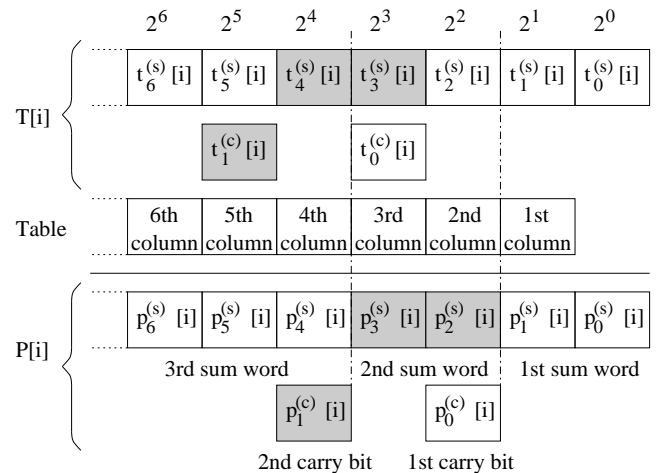 2^6 2^5 2^4 2^3 2^2 2^1 2^0
T[i]
t_6^(s) [i] t_5^(s) [i] t_4^(s) [i] t_3^(s) [i] t_2^(s) [i] t_1^(s) [i] t_0^(s) [i]
t_1^(c) [i] t_0^(c) [i]
Table
6th column 5th column 4th column 3rd column 2nd column 1st column
P[i]
p_6^(s) [i] p_5^(s) [i] p_4^(s) [i] p_3^(s) [i] p_2^(s) [i] p_1^(s) [i] p_0^(s) [i]
3rd sum word 2nd sum word 1st sum word
p_1^(c) [i] p_0^(c) [i]
2nd carry bit 1st carry bit